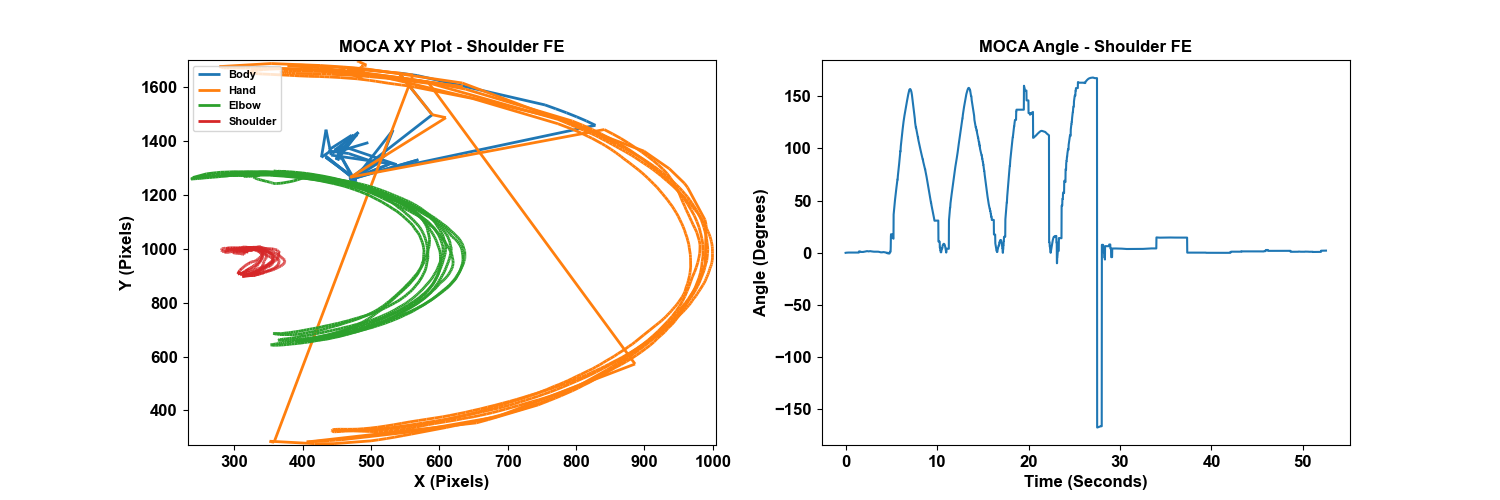 MOCA XY Plot - Shoulder FE
Body
Hand
Elbow
Shoulder
1600
1400
1200
1000
800
600
400
Y (Pixels)
300 400 500 600 700 800 900 1000
X (Pixels)
MOCA Angle - Shoulder FE
150
100
50
0
−50
−100
−150
Angle (Degrees)
0 10 20 30 40 50
Time (Seconds)